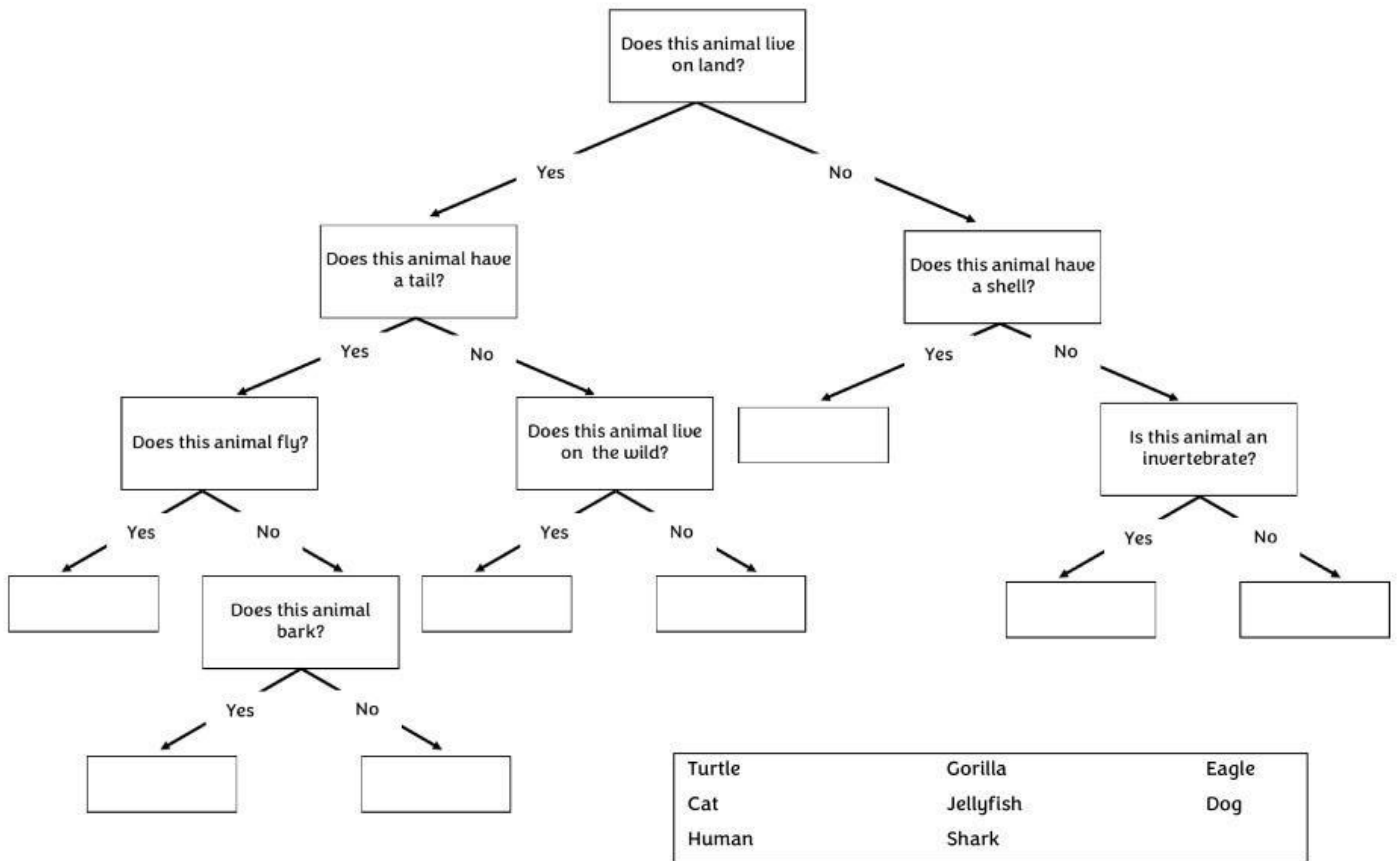 Does this animal live
on land?
Yes
No
Does this animal have
a tail?
Does this animal have
a shell?
Yes
No
Yes
No
Does this animal fly?
Does this animal live
on the wild?
Is this animal an
invertebrate?
Yes
No
Yes
No
Yes
No
Does this animal
bark?
Yes
No
Turtle Gorilla Eagle
Cat Jellyfish Dog
Human Shark